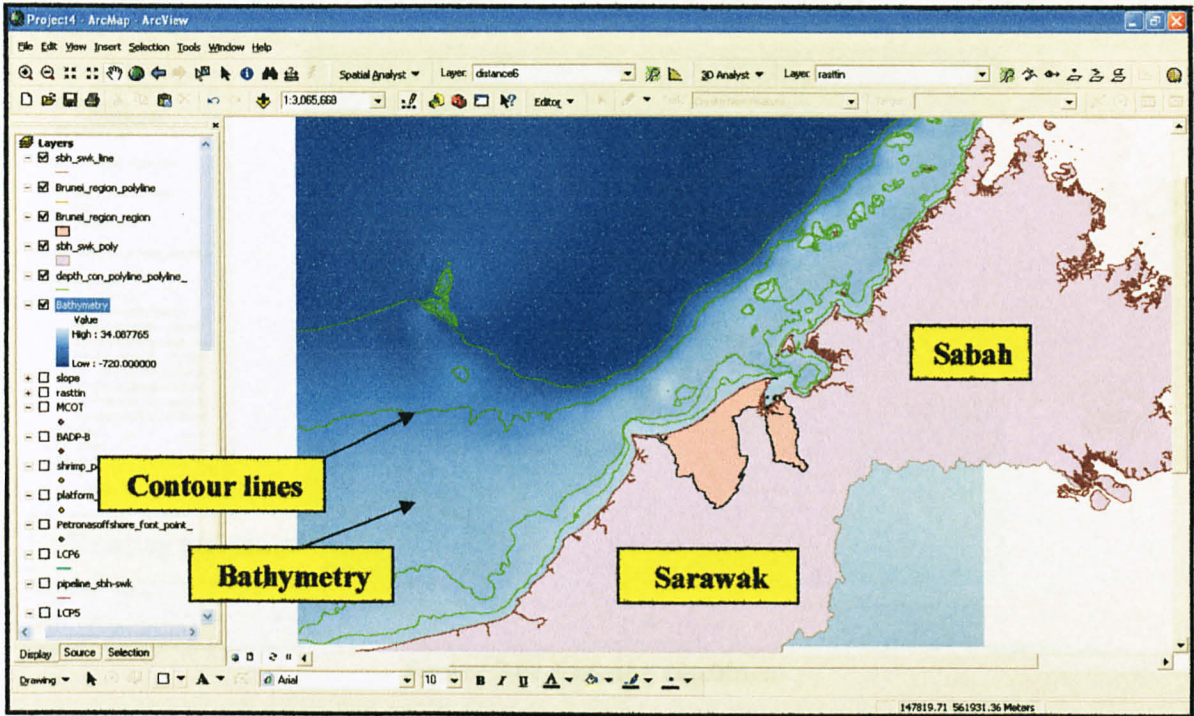 Project4 - ArcMap - ArcView
File Edit View Insert Selection Tools Window Help
Spatial Analyst Layer: distance6 3D Analyst Layer: rasttin
1:3,065,668 Editor
Layers
sbh_swk_line
Brunei_region_polyline
Brunei_region_region
sbh_swk_poly
depth_con_polyline_polyline_
Bathymetry
Value
High : 34.087765
Low : -720.000000
slope
rasttin
MCOT
BADP-B
shrimp_p
platform_
Petronasoffshore_font_point_
LCP6
pipeline_sbh-swk
LCP5
Sabah
Contour lines
Bathymetry
Sarawak
Display Source Selection
Drawing A Arial 10 B I U A
147819.71 561931.36 Meters